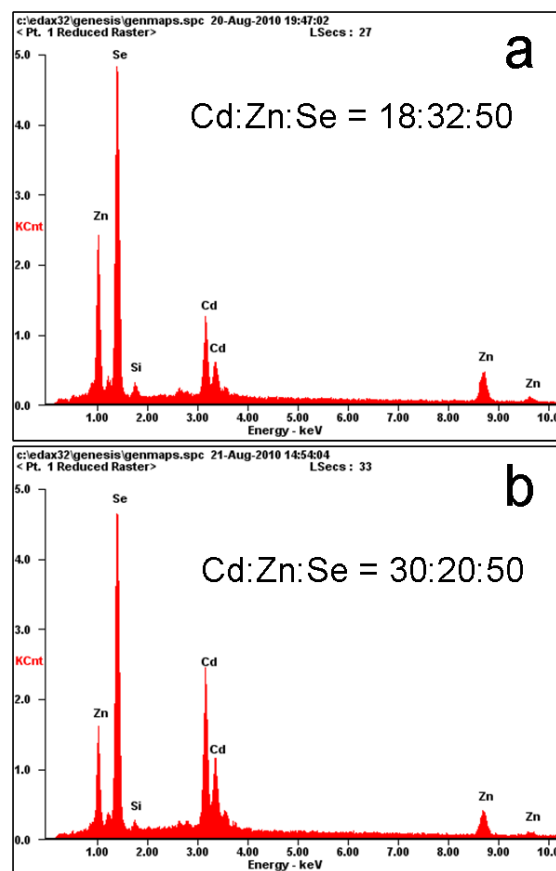 c:\edax32\genesis\genmaps.spc 20-Aug-2010 19:47:02
< Pt. 1 Reduced Raster> LSecs : 27
a
5.0
Se
Cd:Zn:Se = 18:32:50
4.0
3.0
KCnt
Zn
2.0
Cd
1.0
Cd
Si
Zn
Zn
0.0
1.00 2.00 3.00 4.00 5.00 6.00 7.00 8.00 9.00 10.0
Energy - keV
c:\edax32\genesis\genmaps.spc 21-Aug-2010 14:54:04
< Pt. 1 Reduced Raster> LSecs : 33
b
5.0
Se
Cd:Zn:Se = 30:20:50
4.0
3.0
KCnt
Cd
2.0
Zn
Cd
1.0
Si
Zn
Zn
0.0
1.00 2.00 3.00 4.00 5.00 6.00 7.00 8.00 9.00 10.0
Energy - keV